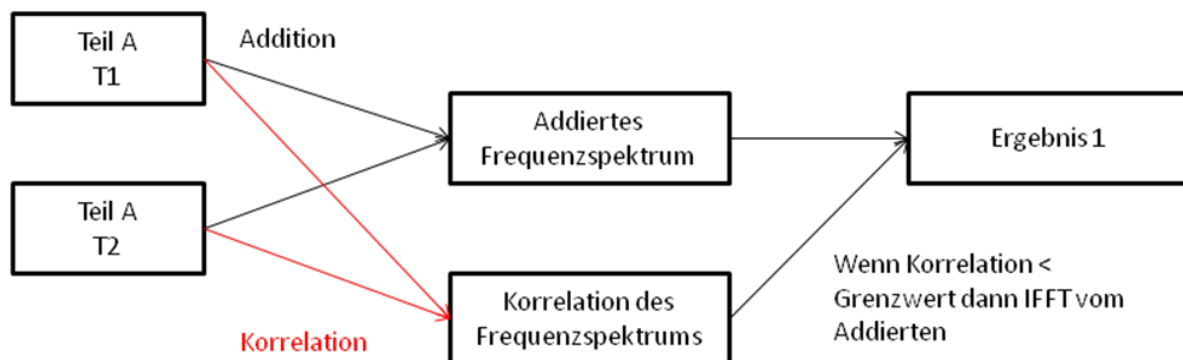 Teil A
T1
Addition
Addiertes
Frequenzspektrum
Ergebnis 1
Teil A
T2
Korrelation des
Frequenzspektrums
Wenn Korrelation <
Grenzwert dann IFFT vom
Addierten
Korrelation